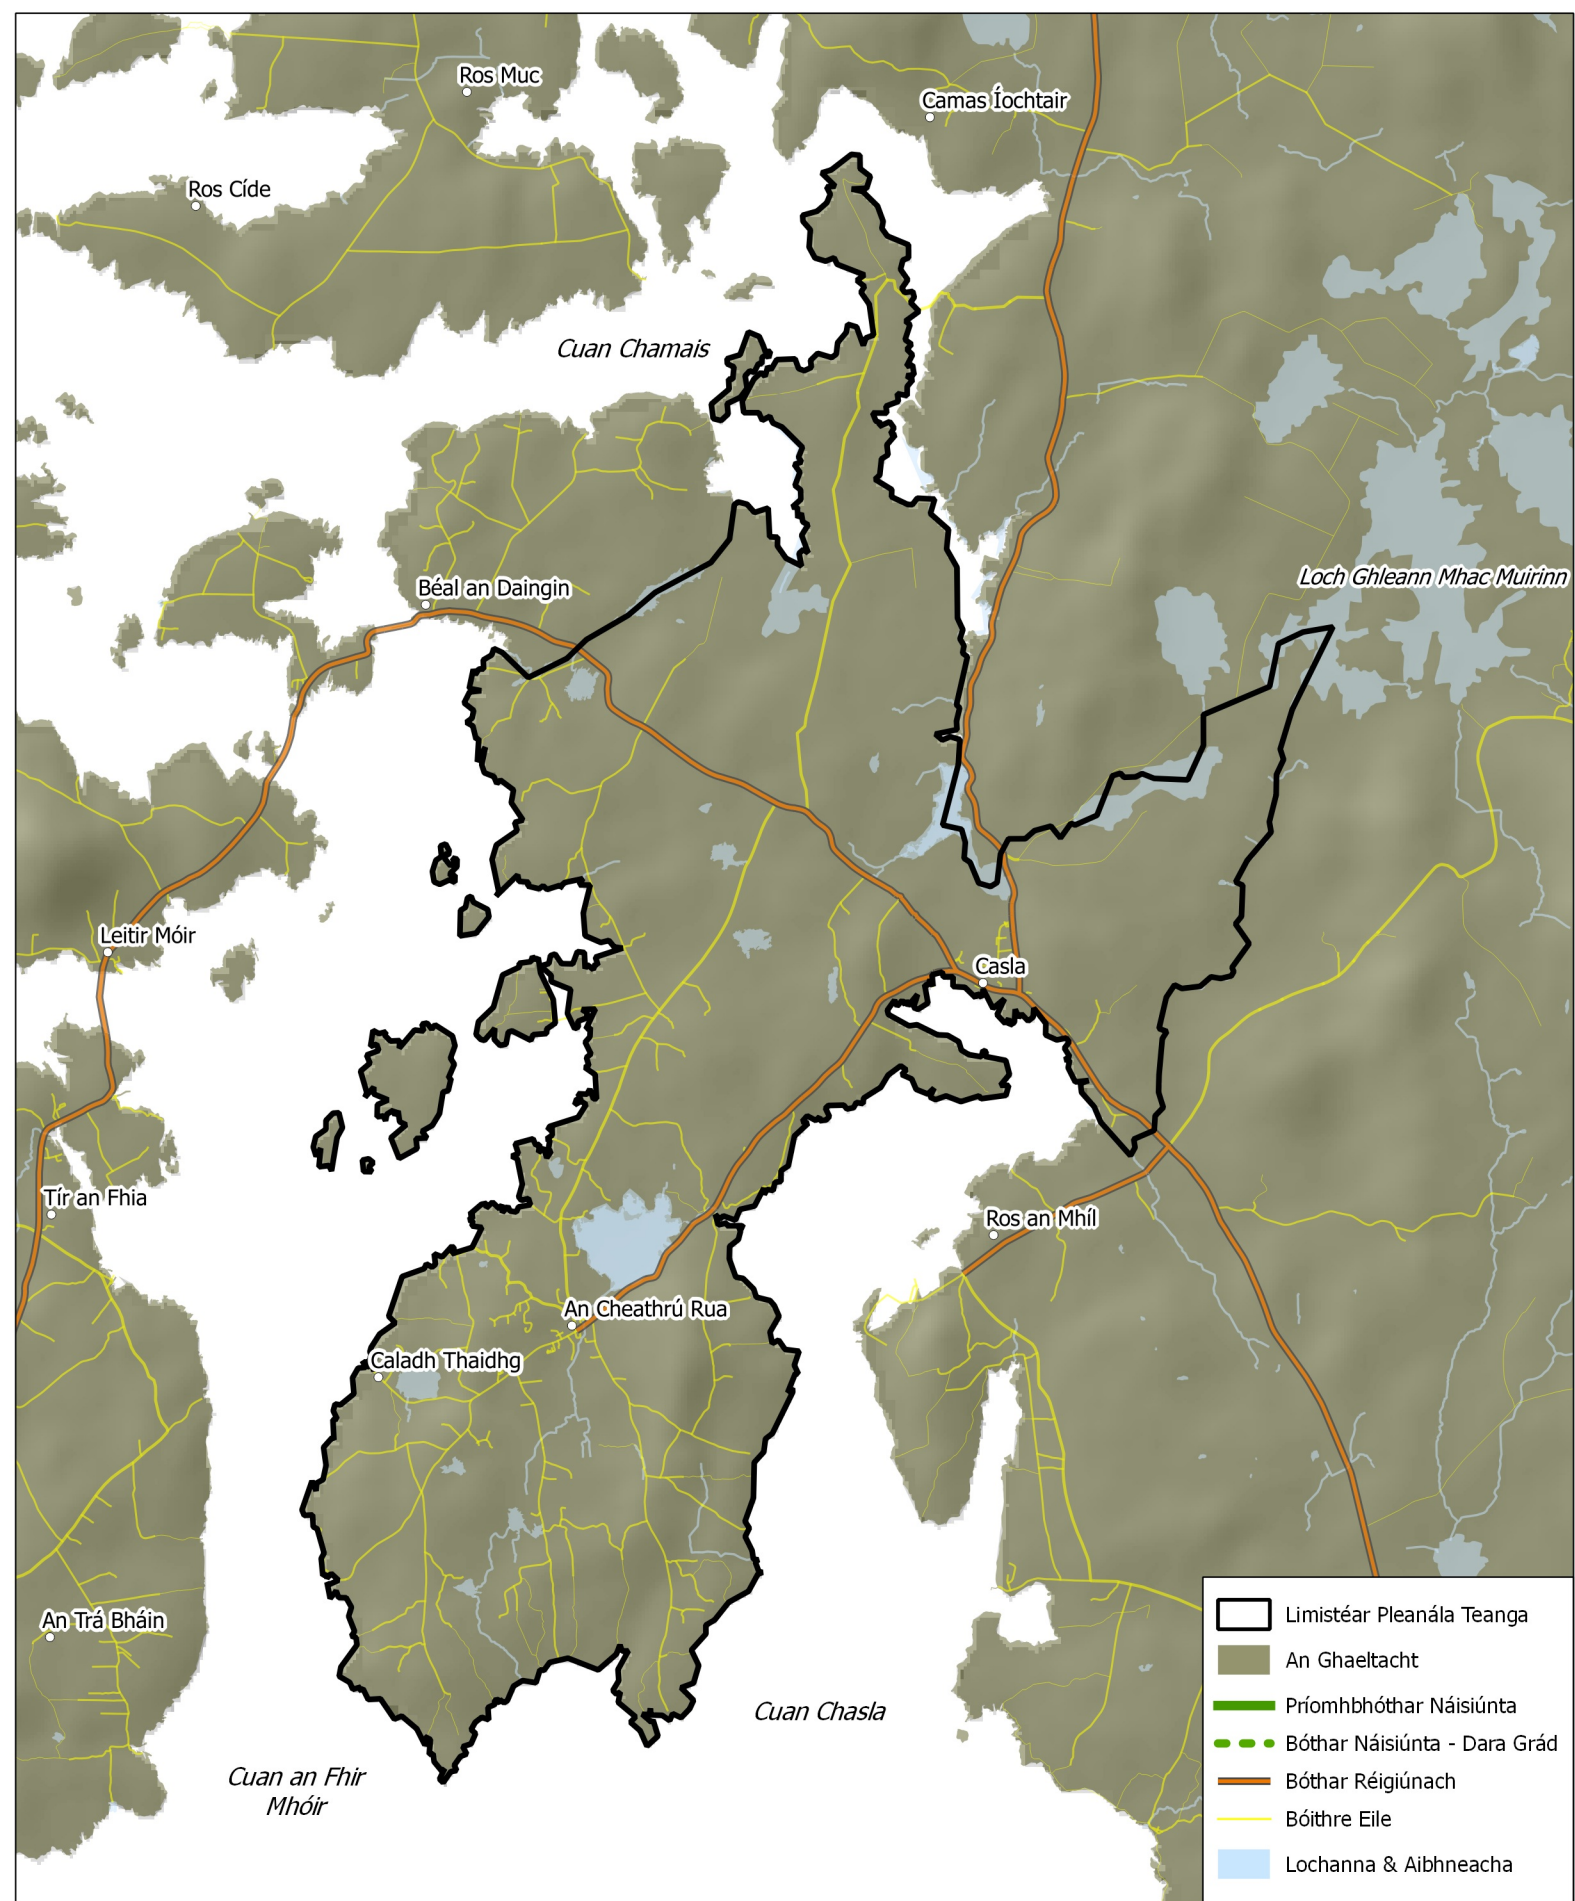 Ros Muc
Camas Íochtair
Ros Cíde
Cuan Chamais
Loch Ghleann Mhac Muirinn
Béal an Daingin
Leitir Móir
Casla
Tír an Fhia
Ros an Mhíl
An Cheathrú Rua
Caladh Thaidhg
An Trá Bháin
Cuan Chasla
Cuan an Fhir
Mhóir
Limistéar Pleanála Teanga
An Ghaeltacht
Príomhbhóthar Náisiúnta
Bóthar Náisiúnta - Dara Grád
Bóthar Réigiúnach
Bóithre Eile
Lochanna & Aibhneacha